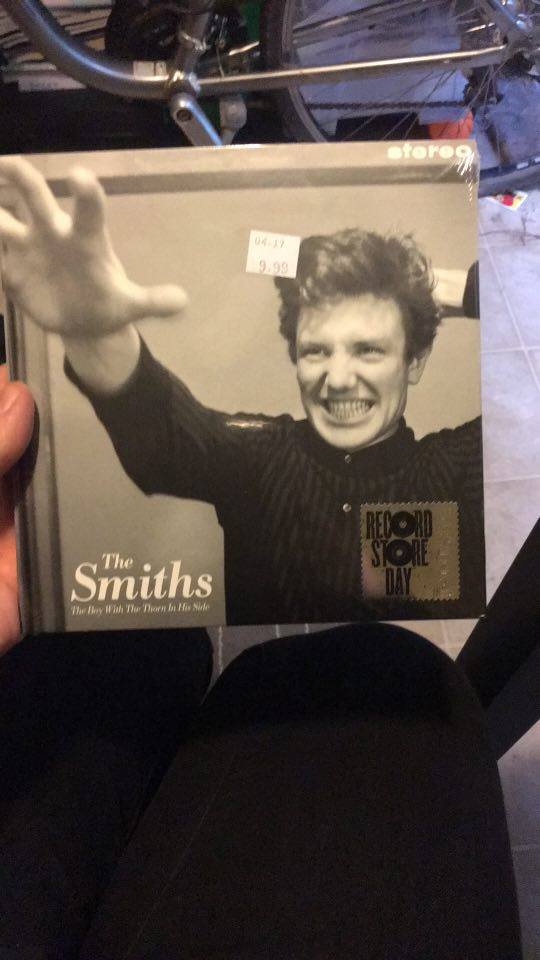 stereo
04-17
9.99
RECORD
STORE
DAY
The
Smiths
The Boy With The Thorn In His Side